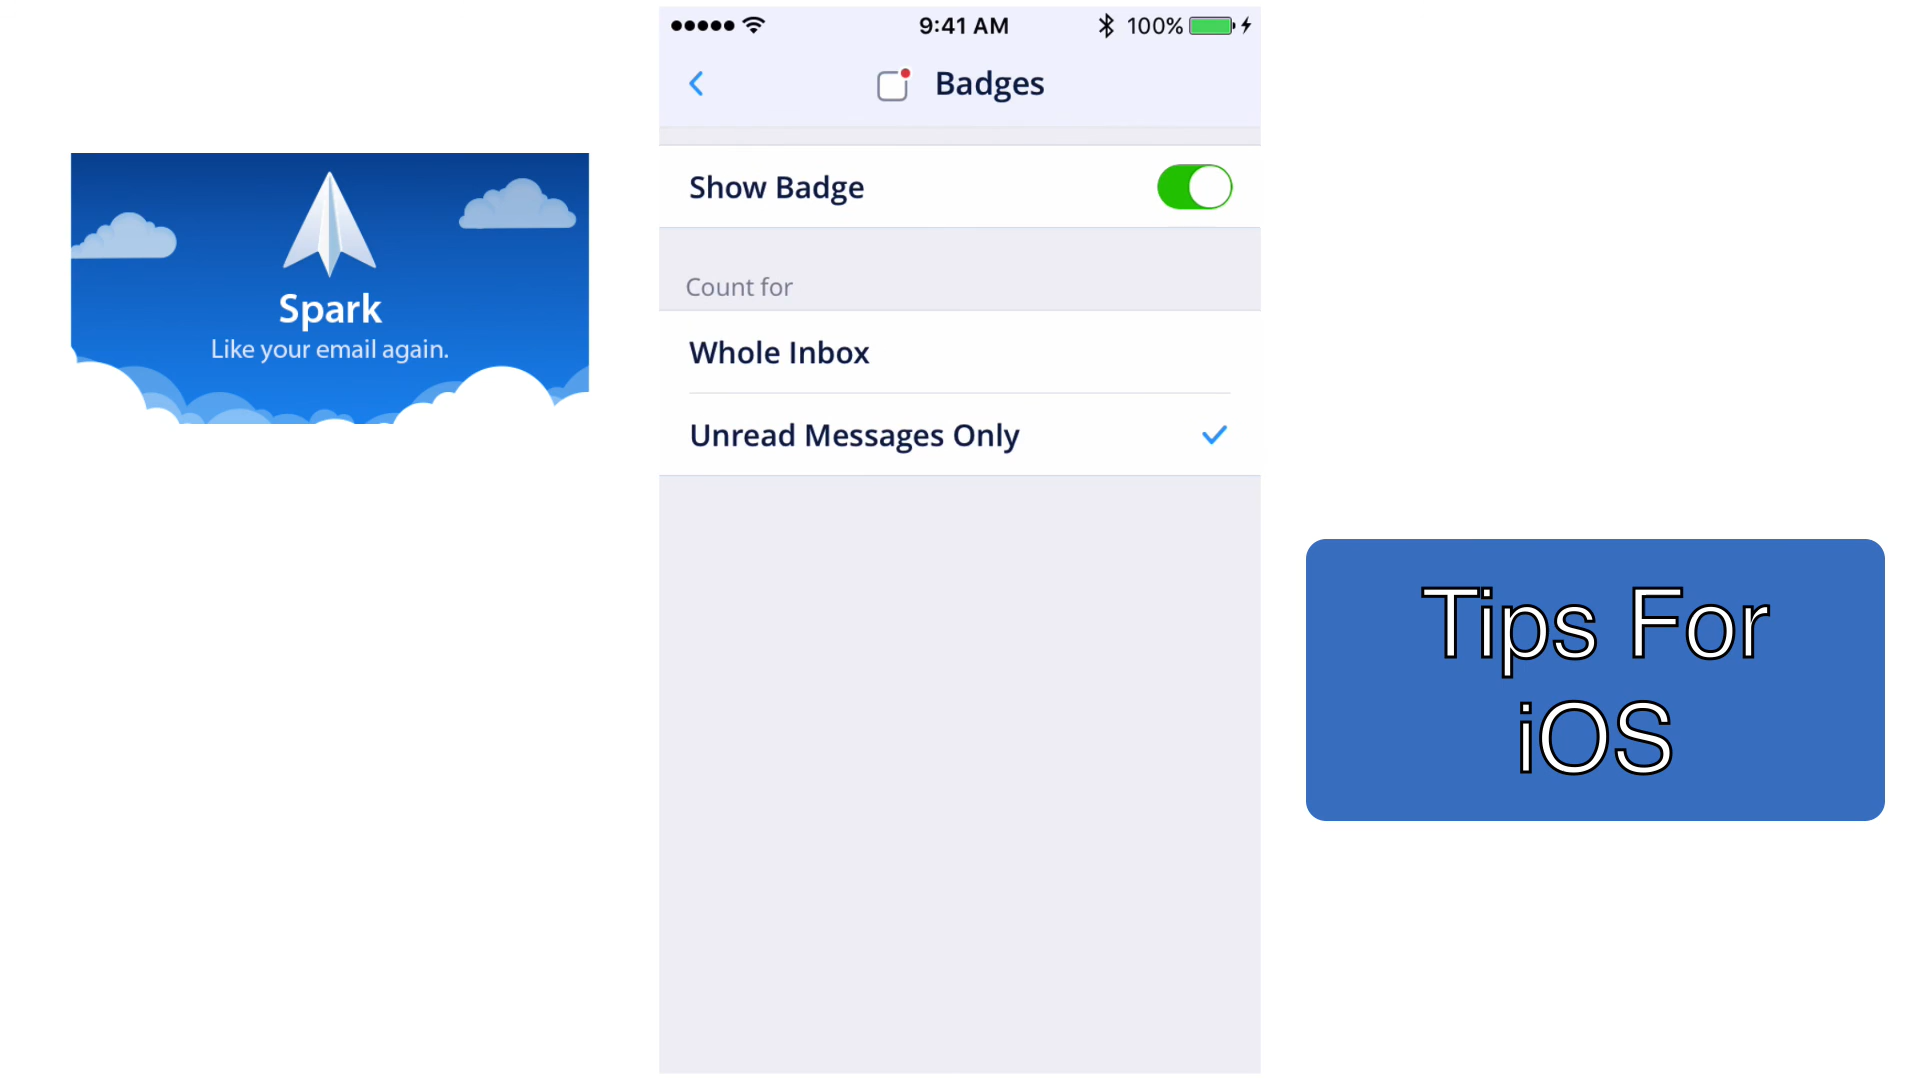 9:41 AM
100%
Badges
Show Badge
Count for
Whole Inbox
Unread Messages Only
Spark
Like your email again.
Tips For
iOS